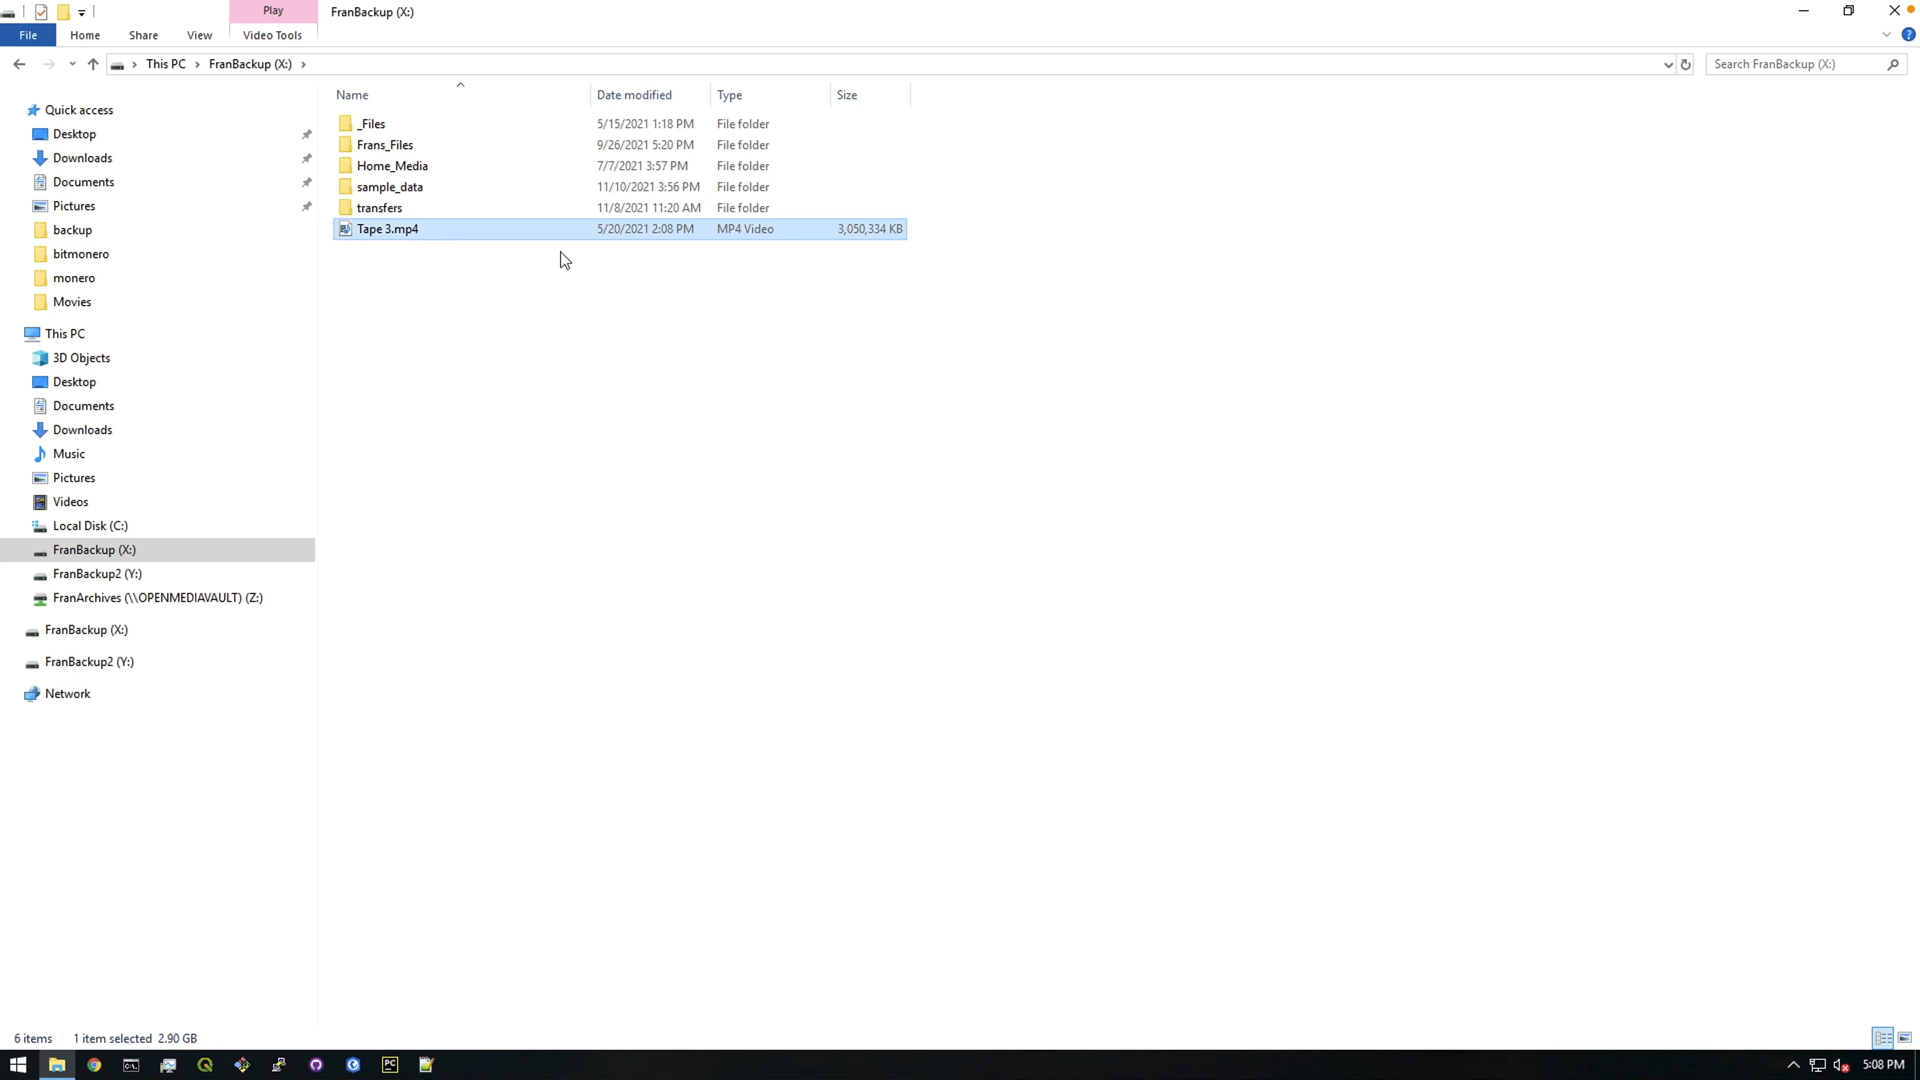 Play FranBackup (X:)
File Home Share View Video Tools
This PC FranBackup (X:) Search FranBackup (X:)
Name Date modified Type Size
_Files 5/15/2021 1:18 PM File folder
Frans_Files 9/26/2021 5:20 PM File folder
Home_Media 7/7/2021 3:57 PM File folder
sample_data 11/10/2021 3:56 PM File folder
transfers 11/8/2021 11:20 AM File folder
Tape 3.mp4 5/20/2021 2:08 PM MP4 Video 3,050,334 KB
Quick access
Desktop
Downloads
Documents
Pictures
backup
bitmonero
monero
Movies
This PC
3D Objects
Desktop
Documents
Downloads
Music
Pictures
Videos
Local Disk (C:)
FranBackup (X:)
FranBackup2 (Y:)
FranArchives (\\OPENMEDIAVAULT) (Z:)
FranBackup (X:)
FranBackup2 (Y:)
Network
6 items 1 item selected 2.90 GB
PC 5:08 PM